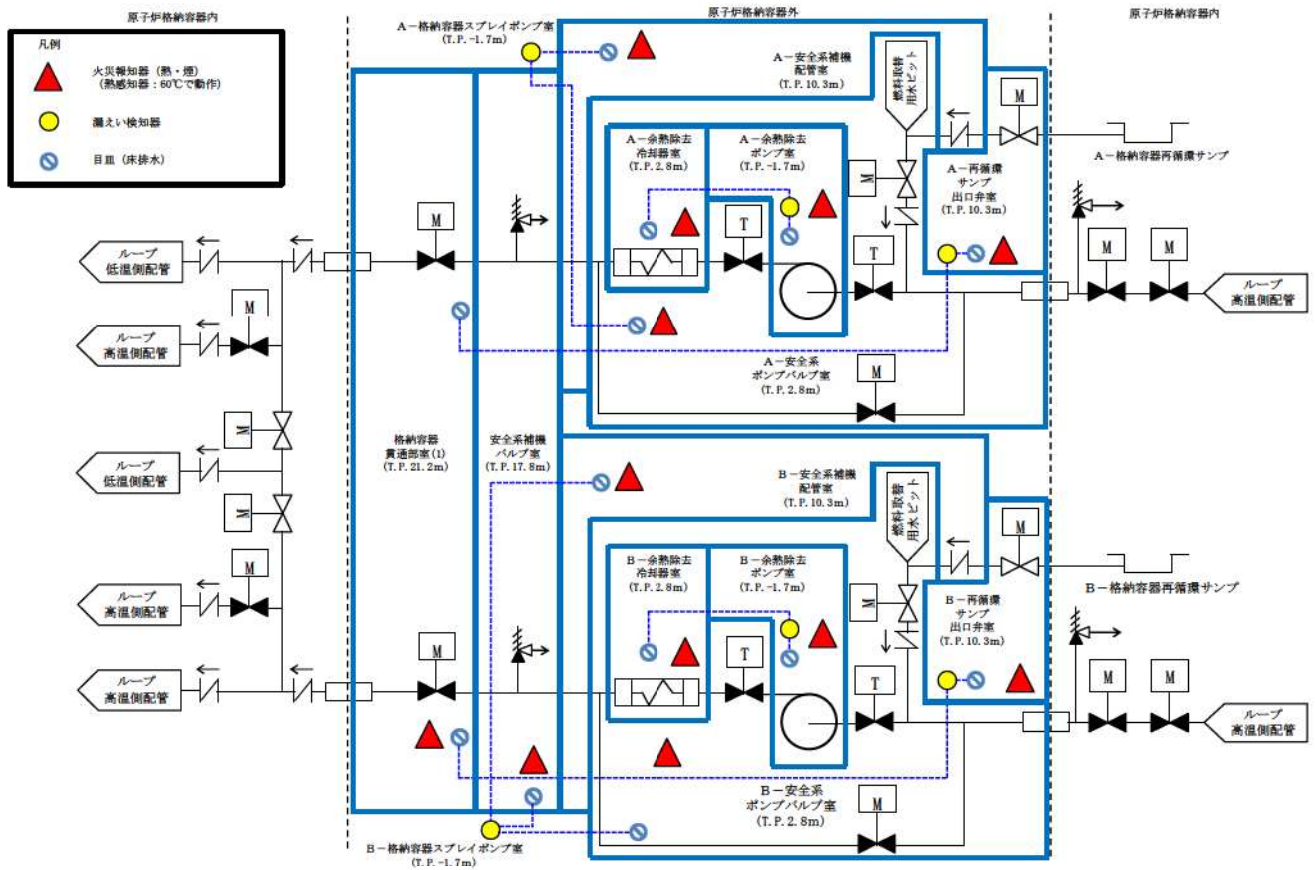 原子炉格納容器内
原子炉格納容器外
原子炉格納容器内
凡例
火災報知器（熱・煙）
（熱感知器：60℃で動作）
漏えい検知器
目皿（床排水）
A－格納容器スプレイポンプ室
(T.P.-1.7m)
A－安全系補機
配管室
(T.P.10.3m)
燃料取替
用水ピット
M
A－格納容器再循環サンプ
A－余熱除去
冷却器室
(T.P.2.8m)
A－余熱除去
ポンプ室
(T.P.-1.7m)
M
A－再循環
サンプ
出口弁室
(T.P.10.3m)
M
T
T
M
M
ループ
低温側配管
ループ
高温側配管
M
ループ
高温側配管
A－安全系
ポンプバルブ室
(T.P.2.8m)
M
M
ループ
低温側配管
格納容器
貫通部室(1)
(T.P.21.2m)
安全系補機
バルブ室
(T.P.17.8m)
M
B－安全系補機
配管室
(T.P.10.3m)
燃料取替
用水ピット
M
B－格納容器再循環サンプ
M
ループ
高温側配管
B－余熱除去
冷却器室
(T.P.2.8m)
B－余熱除去
ポンプ室
(T.P.-1.7m)
M
B－再循環
サンプ
出口弁室
(T.P.10.3m)
M
T
T
M
M
ループ
高温側配管
ループ
高温側配管
B－安全系
ポンプバルブ室
(T.P.2.8m)
M
B－格納容器スプレイポンプ室
(T.P.-1.7m)